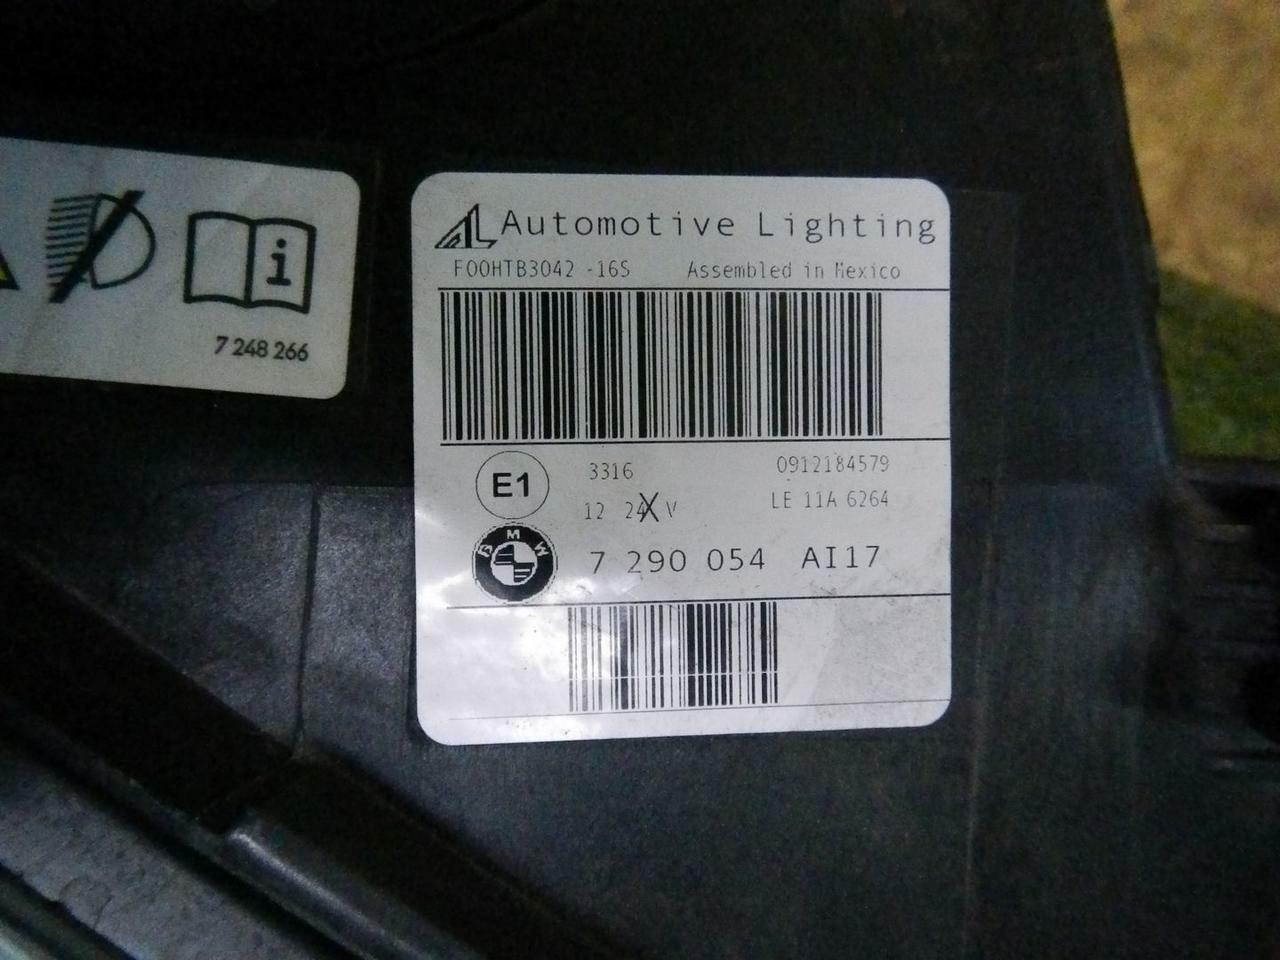 Automotive Lighting
F00HTB3042 -16S Assembled in Mexico
i
7 248 266
E1
3316 0912184579
12 24X V LE 11A 6264
BMW
7 290 054 AI17